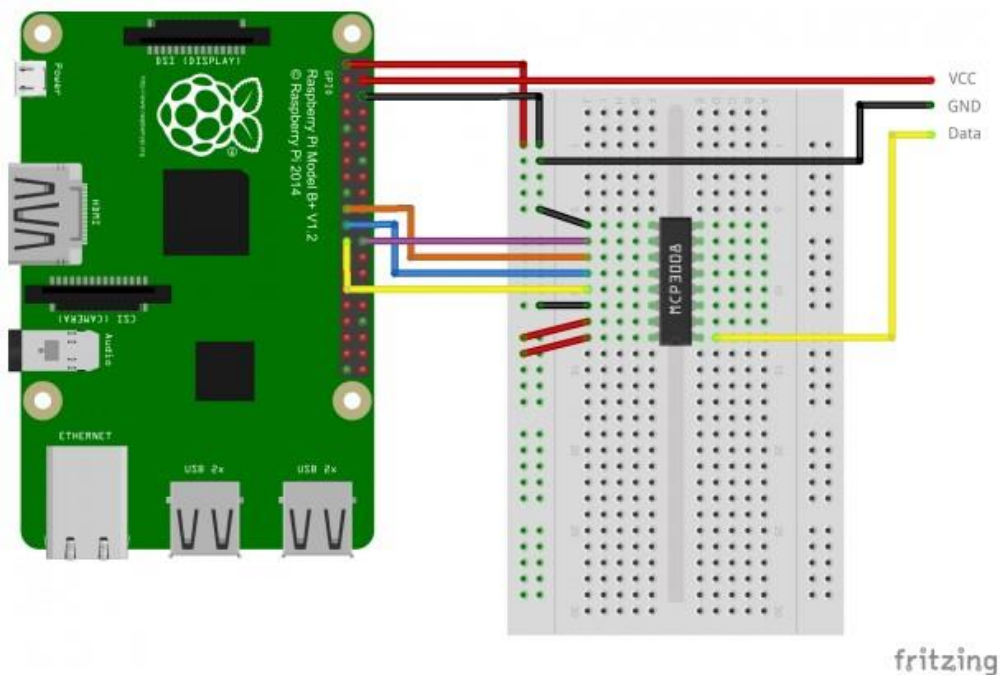 DSI (DISPLAY)
Power
GPIO
Raspberry Pi Model B+ V1.2
© Raspberry Pi 2014
HDMI
CSI (CAMERA)
Audio
ETHERNET
USB 2x
USB 2x
MCP3008
VCC
GND
Data
fritzing